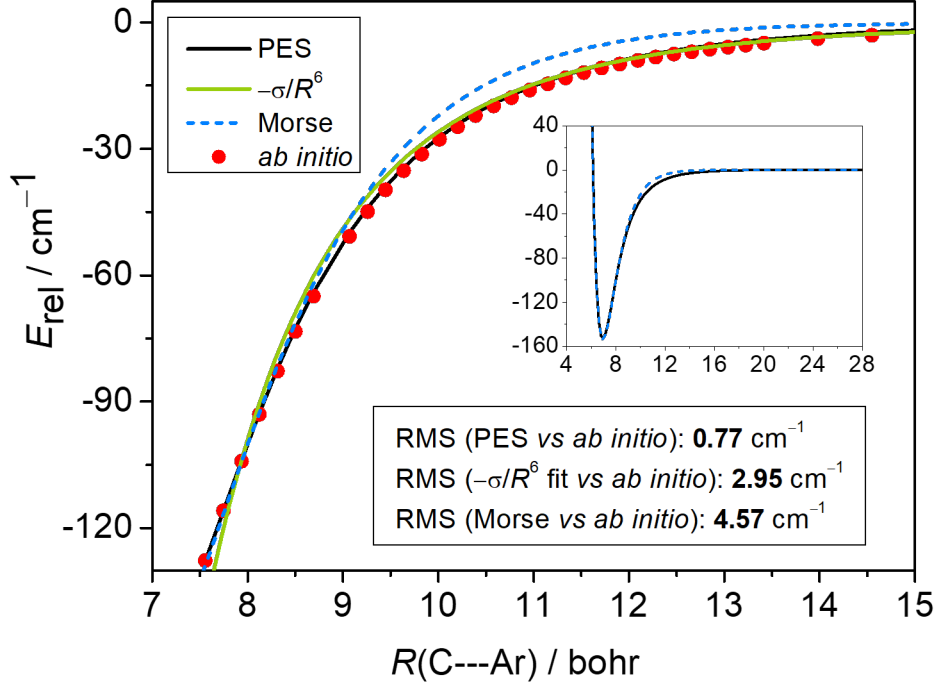 0
-30
-60
-90
-120
E_rel / cm⁻¹
PES
−σ/R⁶
Morse
ab initio
40
0
-40
-80
-120
-160
4 8 12 16 20 24 28
RMS (PES vs ab initio): 0.77 cm⁻¹
RMS (−σ/R⁶ fit vs ab initio): 2.95 cm⁻¹
RMS (Morse vs ab initio): 4.57 cm⁻¹
7 8 9 10 11 12 13 14 15
R(C---Ar) / bohr